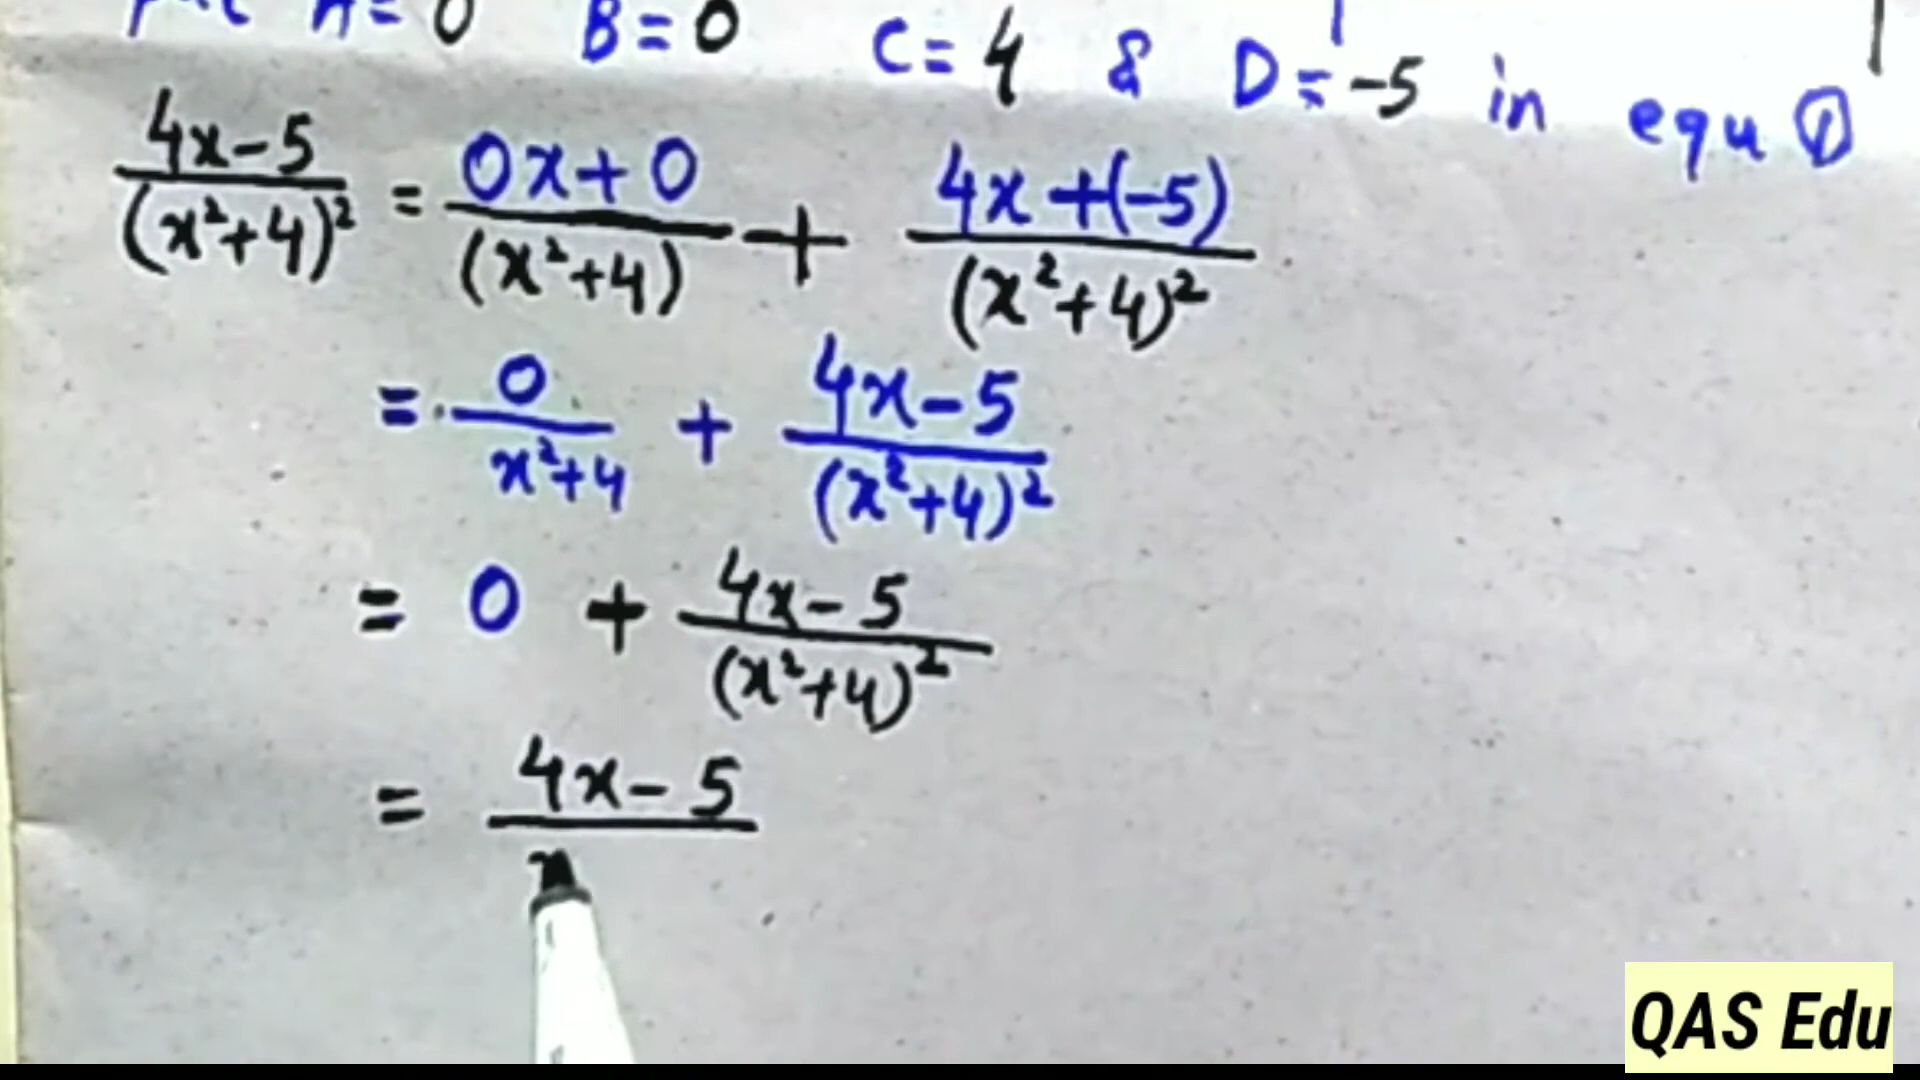 A = 0 B = 0 C = 4 & D = -5 in equ ①
4x-5/(x²+4)² = 0x+0/(x²+4) + 4x+(-5)/(x²+4)²
= 0/x²+4 + 4x-5/(x²+4)²
= 0 + 4x-5/(x²+4)²
= 4x-5/x
QAS Edu